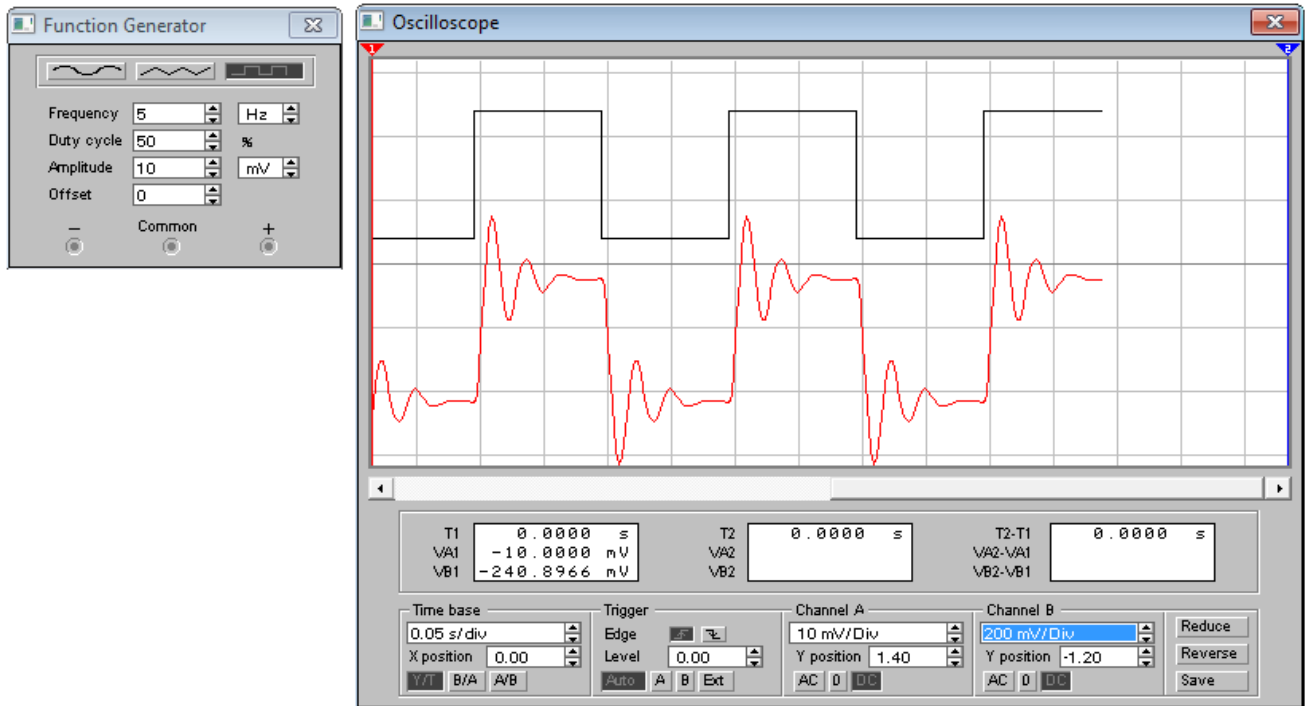 Function Generator
Frequency 5 Hz
Duty cycle 50 %
Amplitude 10 mV
Offset 0
− Common +
Oscilloscope
1 2
T1 0.0000 s T2 0.0000 s T2-T1 0.0000 s
VA1 -10.0000 mV VA2 VA2-VA1
VB1 -240.8966 mV VB2 VB2-VB1
Time base Trigger Channel A Channel B
0.05 s/div Edge 10 mV/Div 200 mV/Div Reduce
X position 0.00 Level 0.00 Y position 1.40 Y position -1.20 Reverse
Y/T B/A A/B Auto A B Ext AC 0 DC AC 0 DC Save